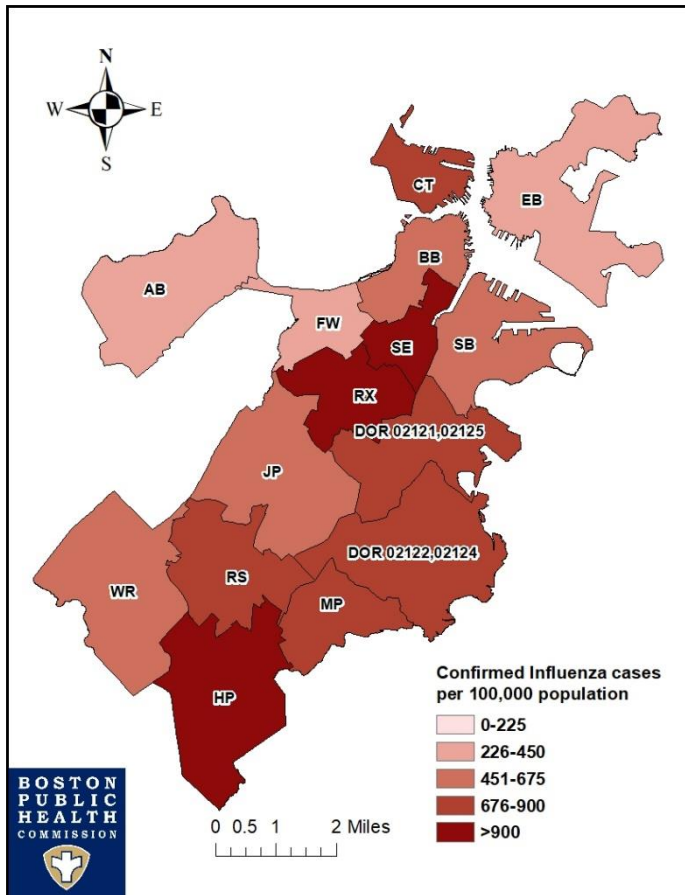 N
W E
S
CT
EB
BB
AB
FW
SE
SB
RX
DOR 02121,02125
JP
DOR 02122,02124
RS
WR
MP
HP
Confirmed Influenza cases
per 100,000 population
0-225
226-450
451-675
676-900
>900
BOSTON
PUBLIC
HEALTH
COMMISSION
0 0.5 1 2 Miles